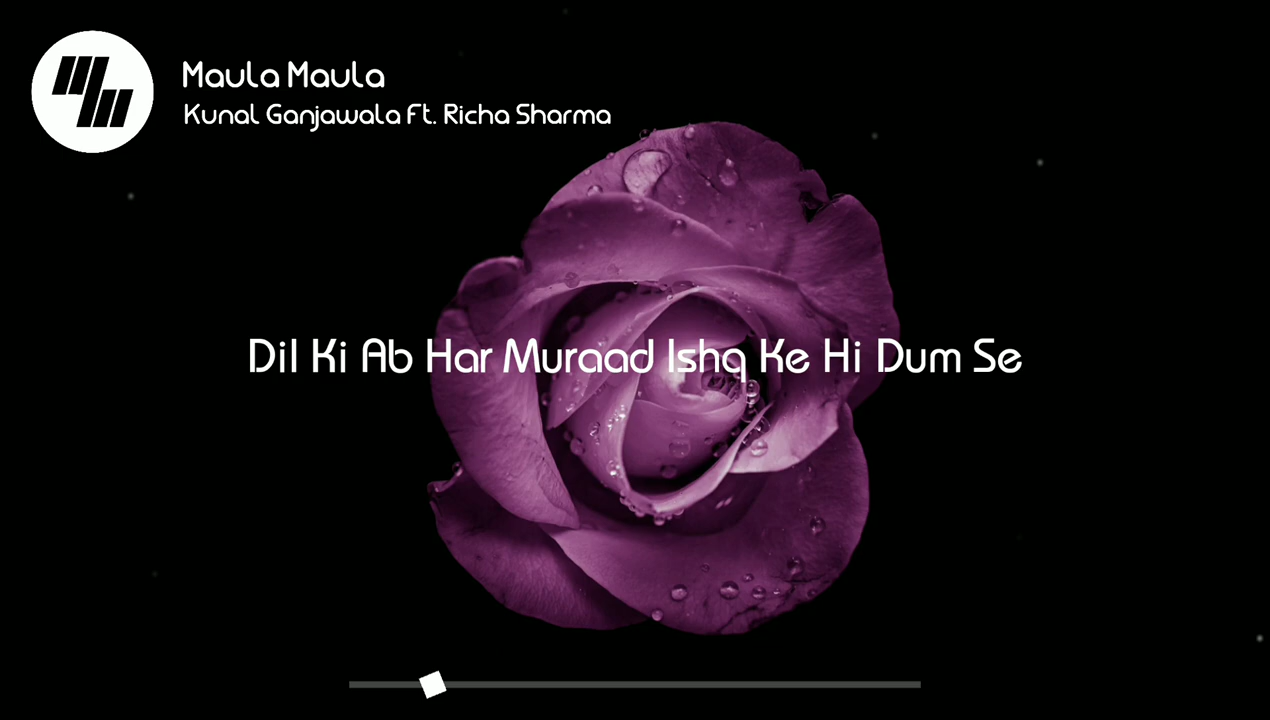 Maula Maula
Kunal Ganjawala Ft. Richa Sharma
Dil Ki Ab Har Muraad Ishq Ke Hi Dum Se